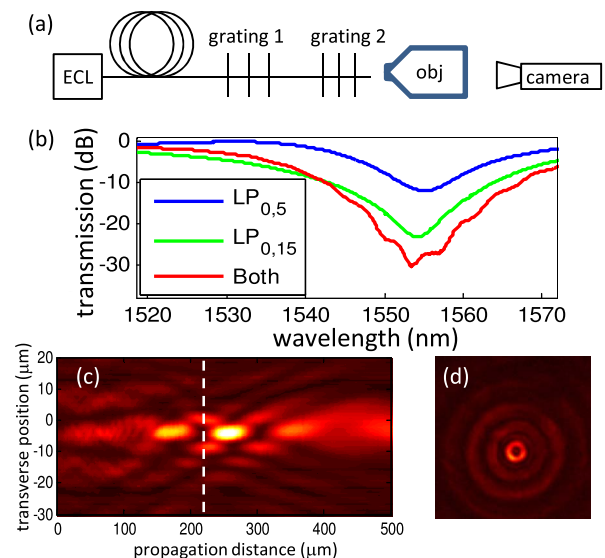 (a)
grating 1 grating 2
ECL
obj
camera
(b)
transmission (dB)
0
-10
-20
-30
LP0,5
LP0,15
Both
1520 1530 1540 1550 1560 1570
wavelength (nm)
(c)
transverse position (μm)
20
10
0
-10
-20
-30
0 100 200 300 400 500
propagation distance (μm)
(d)